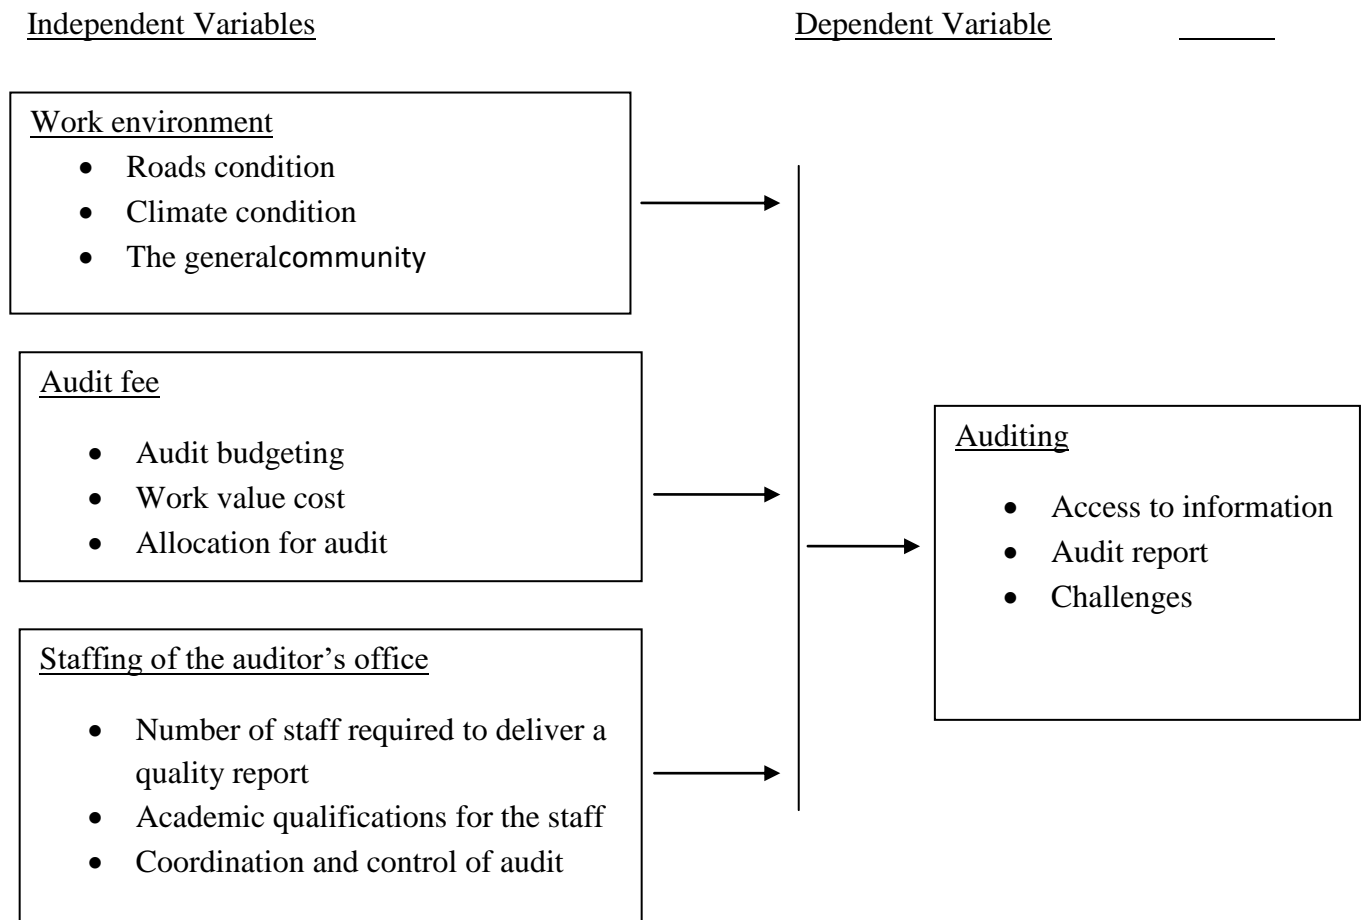 Independent Variables
Dependent Variable
Work environment
• Roads condition
• Climate condition
• The generalcommunity
Audit fee
• Audit budgeting
• Work value cost
• Allocation for audit
Staffing of the auditor’s office
• Number of staff required to deliver a
quality report
• Academic qualifications for the staff
• Coordination and control of audit
Auditing
• Access to information
• Audit report
• Challenges